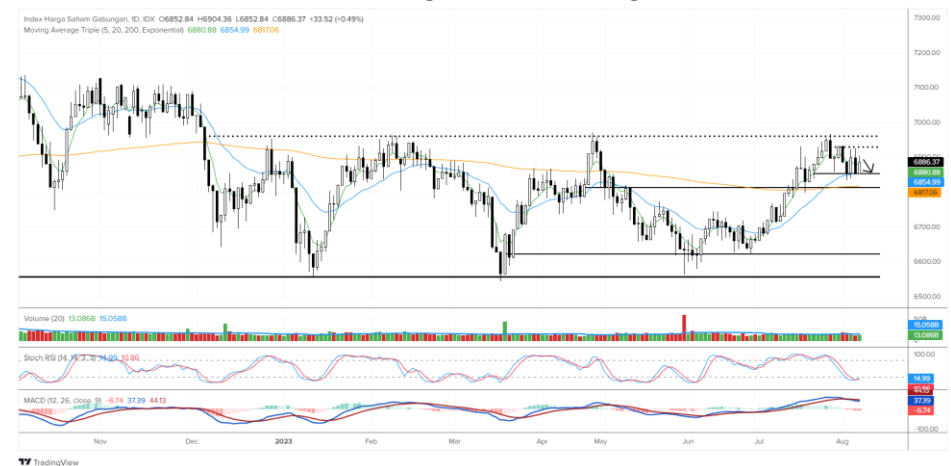 Index Harga Saham Gabungan, 1D, IDX O6852.84 H6904.36 L6852.84 C6886.37 +33.52 (+0.49%)
Moving Average Triple (5, 20, 200, Exponential) 6880.88 6854.99 6817.06
7300.00
7200.00
7100.00
7000.00
6886.37
6880.88
6854.99
6817.06
6700.00
6600.00
6500.00
Volume (20) 13.086B 15.058B
15.058B
13.086B
Stoch RSI (14, 14, 3, 3) 14.99 10.86
100.00
14.99
10.86
MACD (12, 26, close, 9) -6.74 37.39 44.13
44.13
37.39
-6.74
-100.00
Nov Dec 2023 Feb Mar Apr May Jun Jul Aug
TradingView